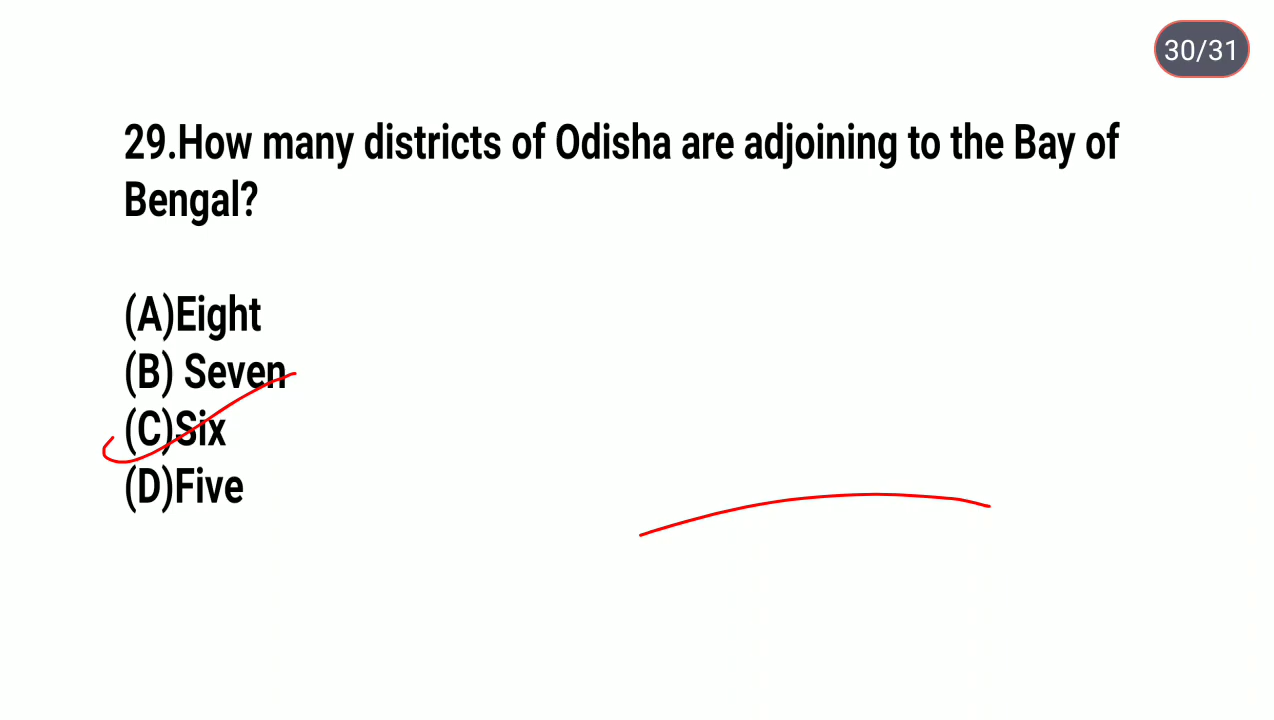 30/31
29.How many districts of Odisha are adjoining to the Bay of
Bengal?
(A)Eight
(B) Seven
(C)Six
(D)Five